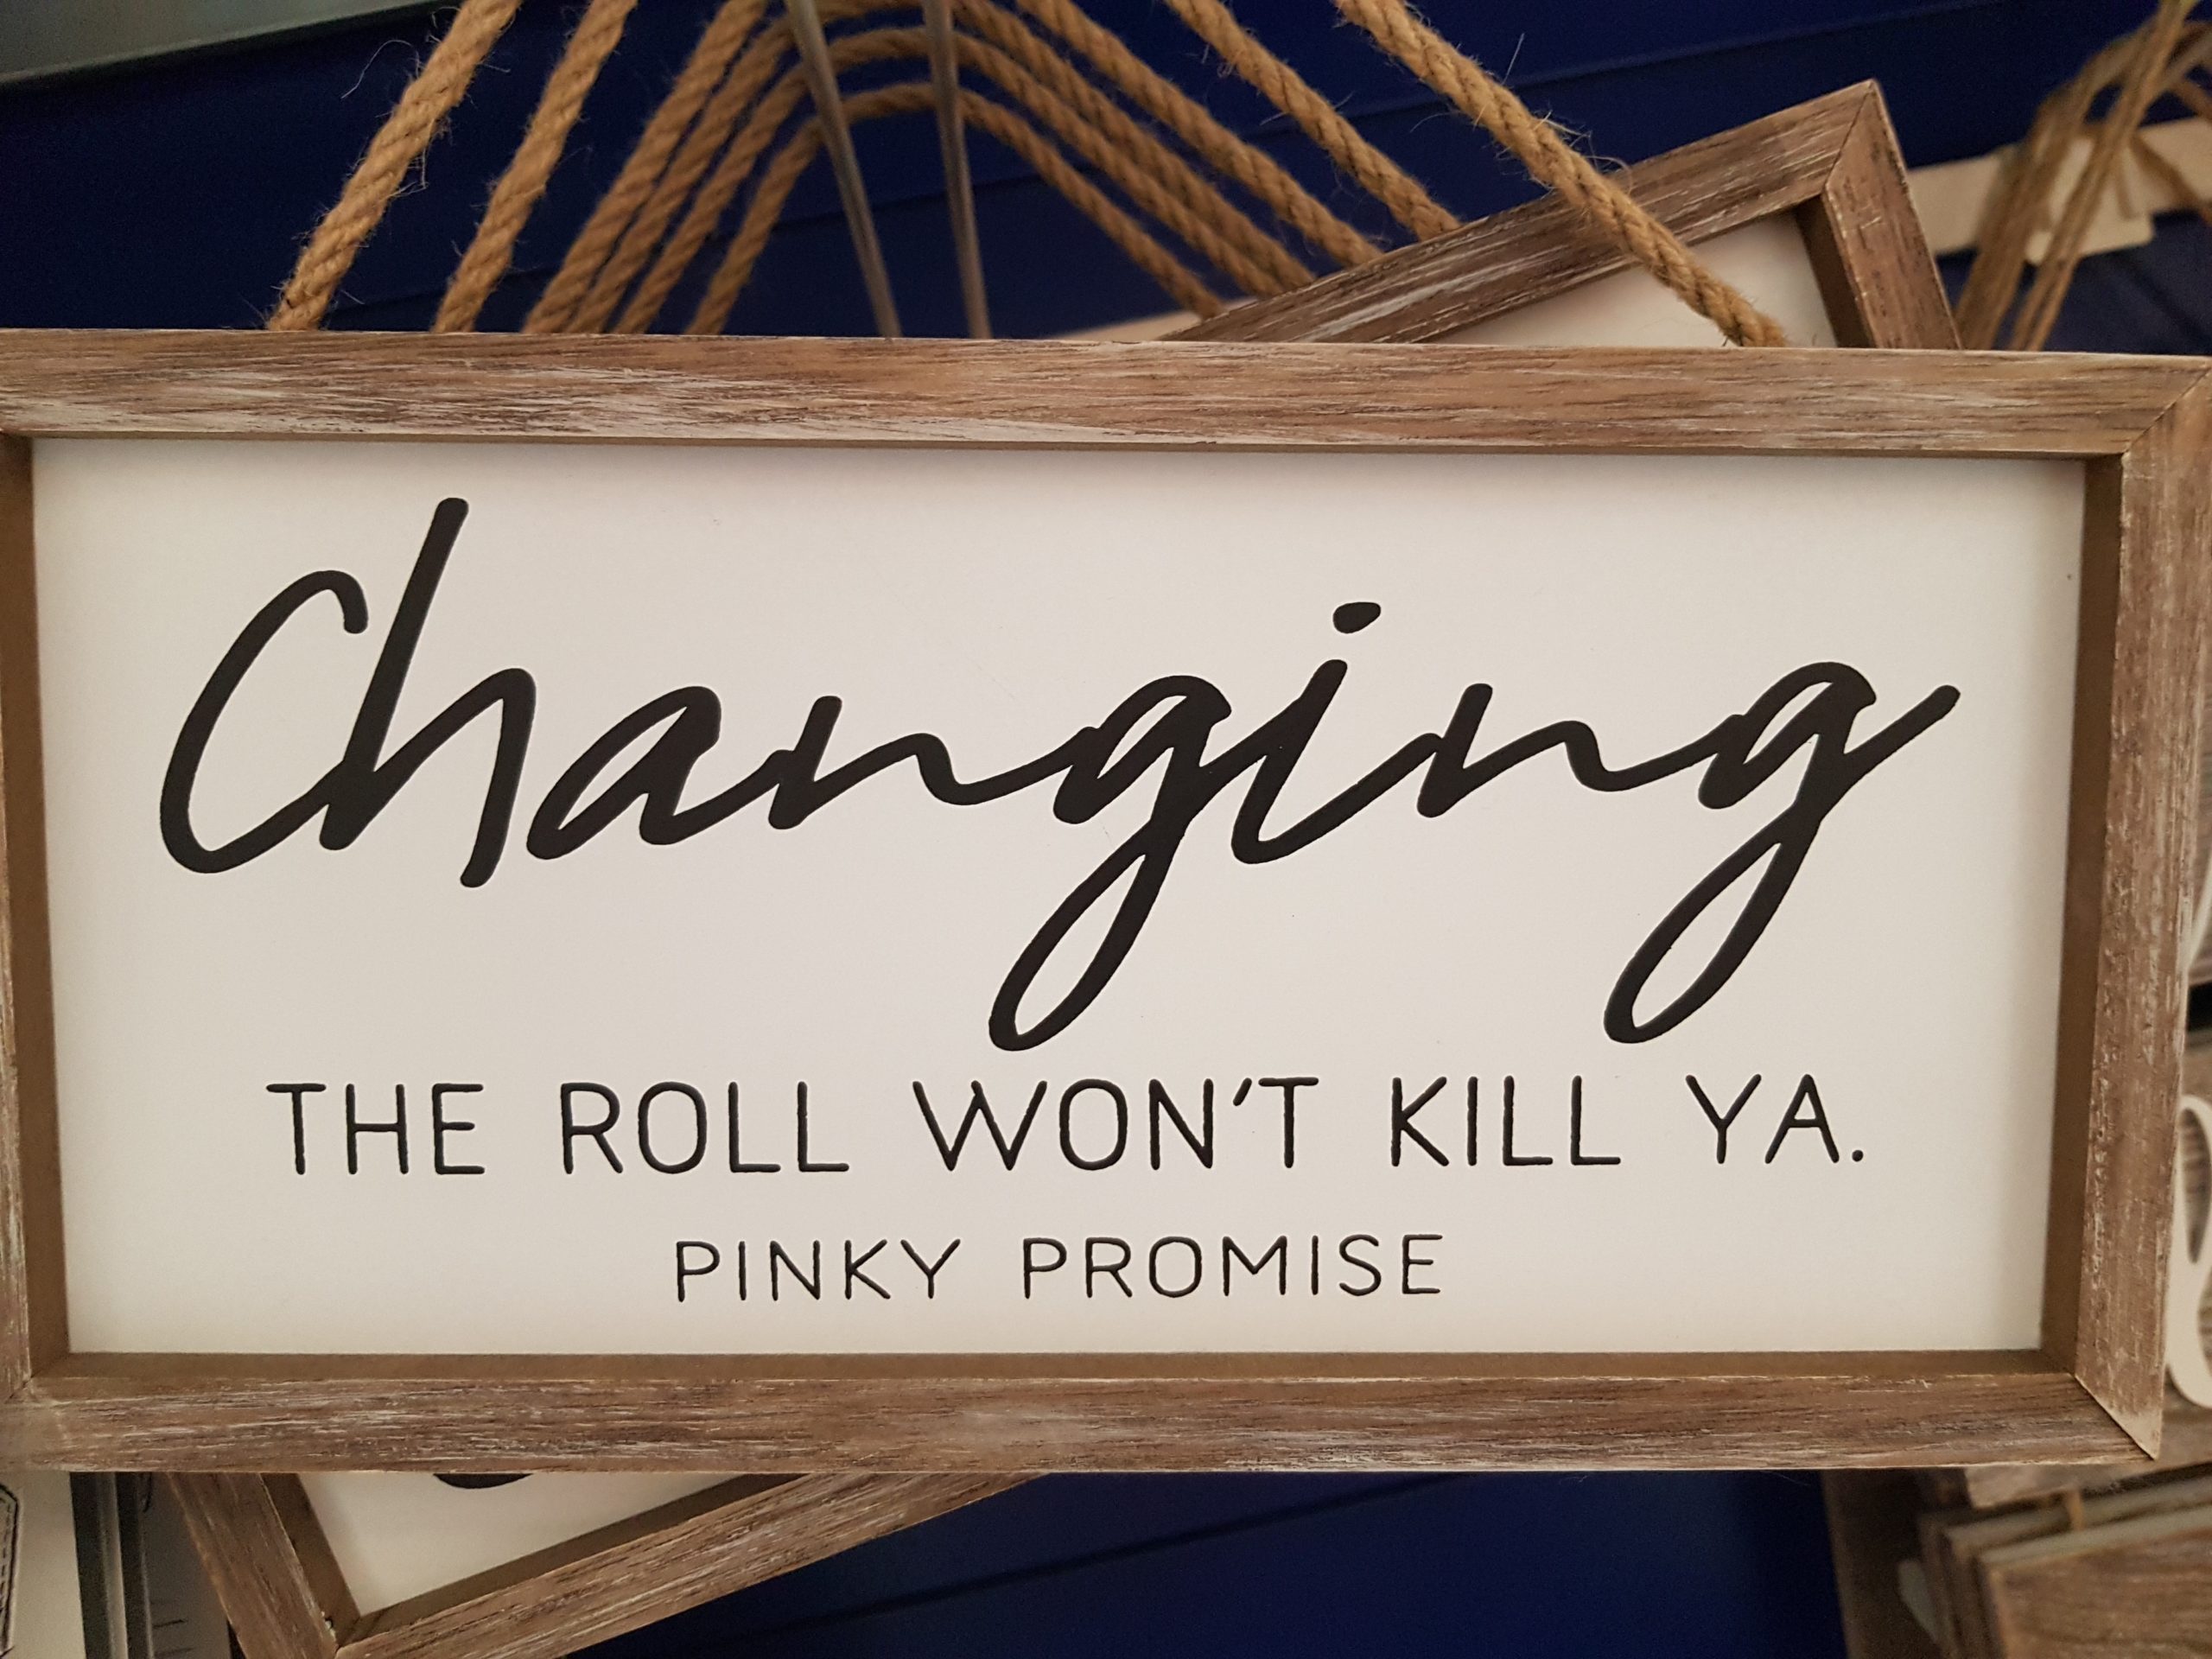 Changing
THE ROLL WON'T KILL YA.
PINKY PROMISE